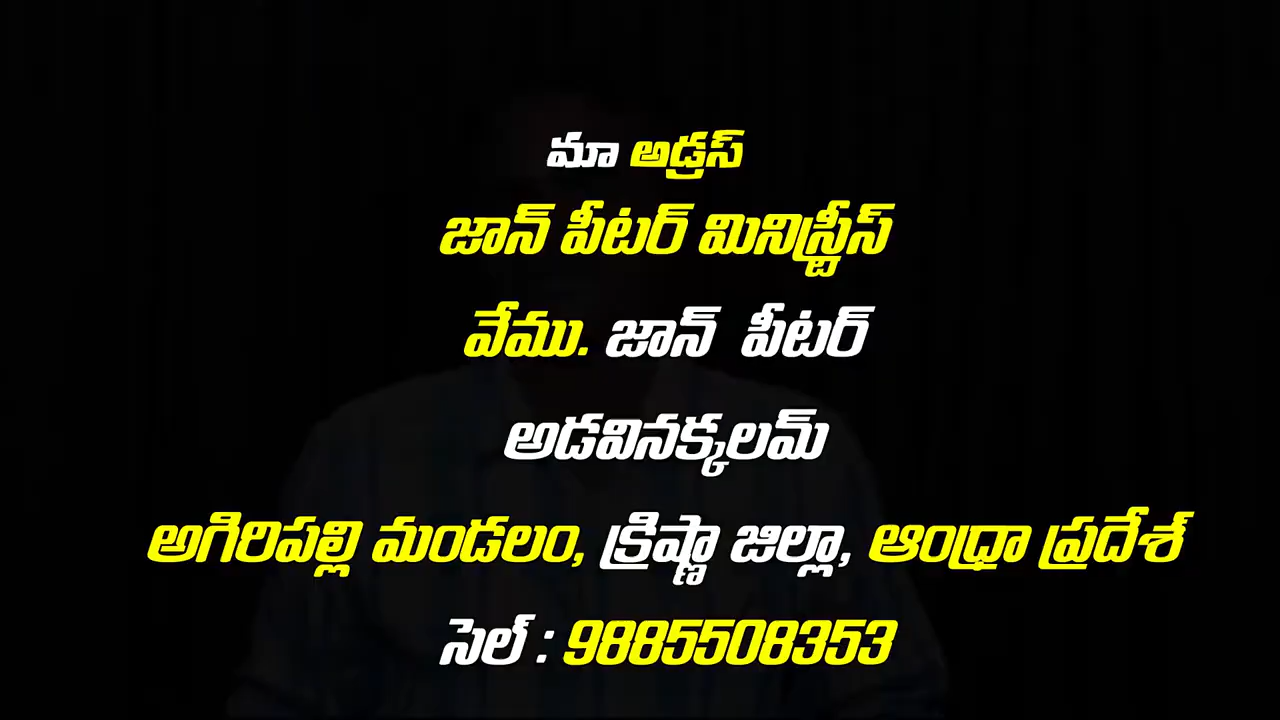 మా అడ్రస్
జాన్ పీటర్ మినిస్ట్రీస్
వేము. జాన్ పీటర్
అడవినక్కలమ్
అగిరిపల్లి మండలం, క్రిష్ణా జిల్లా, ఆంధ్రా ప్రదేశ్
సెల్ : 9885508353